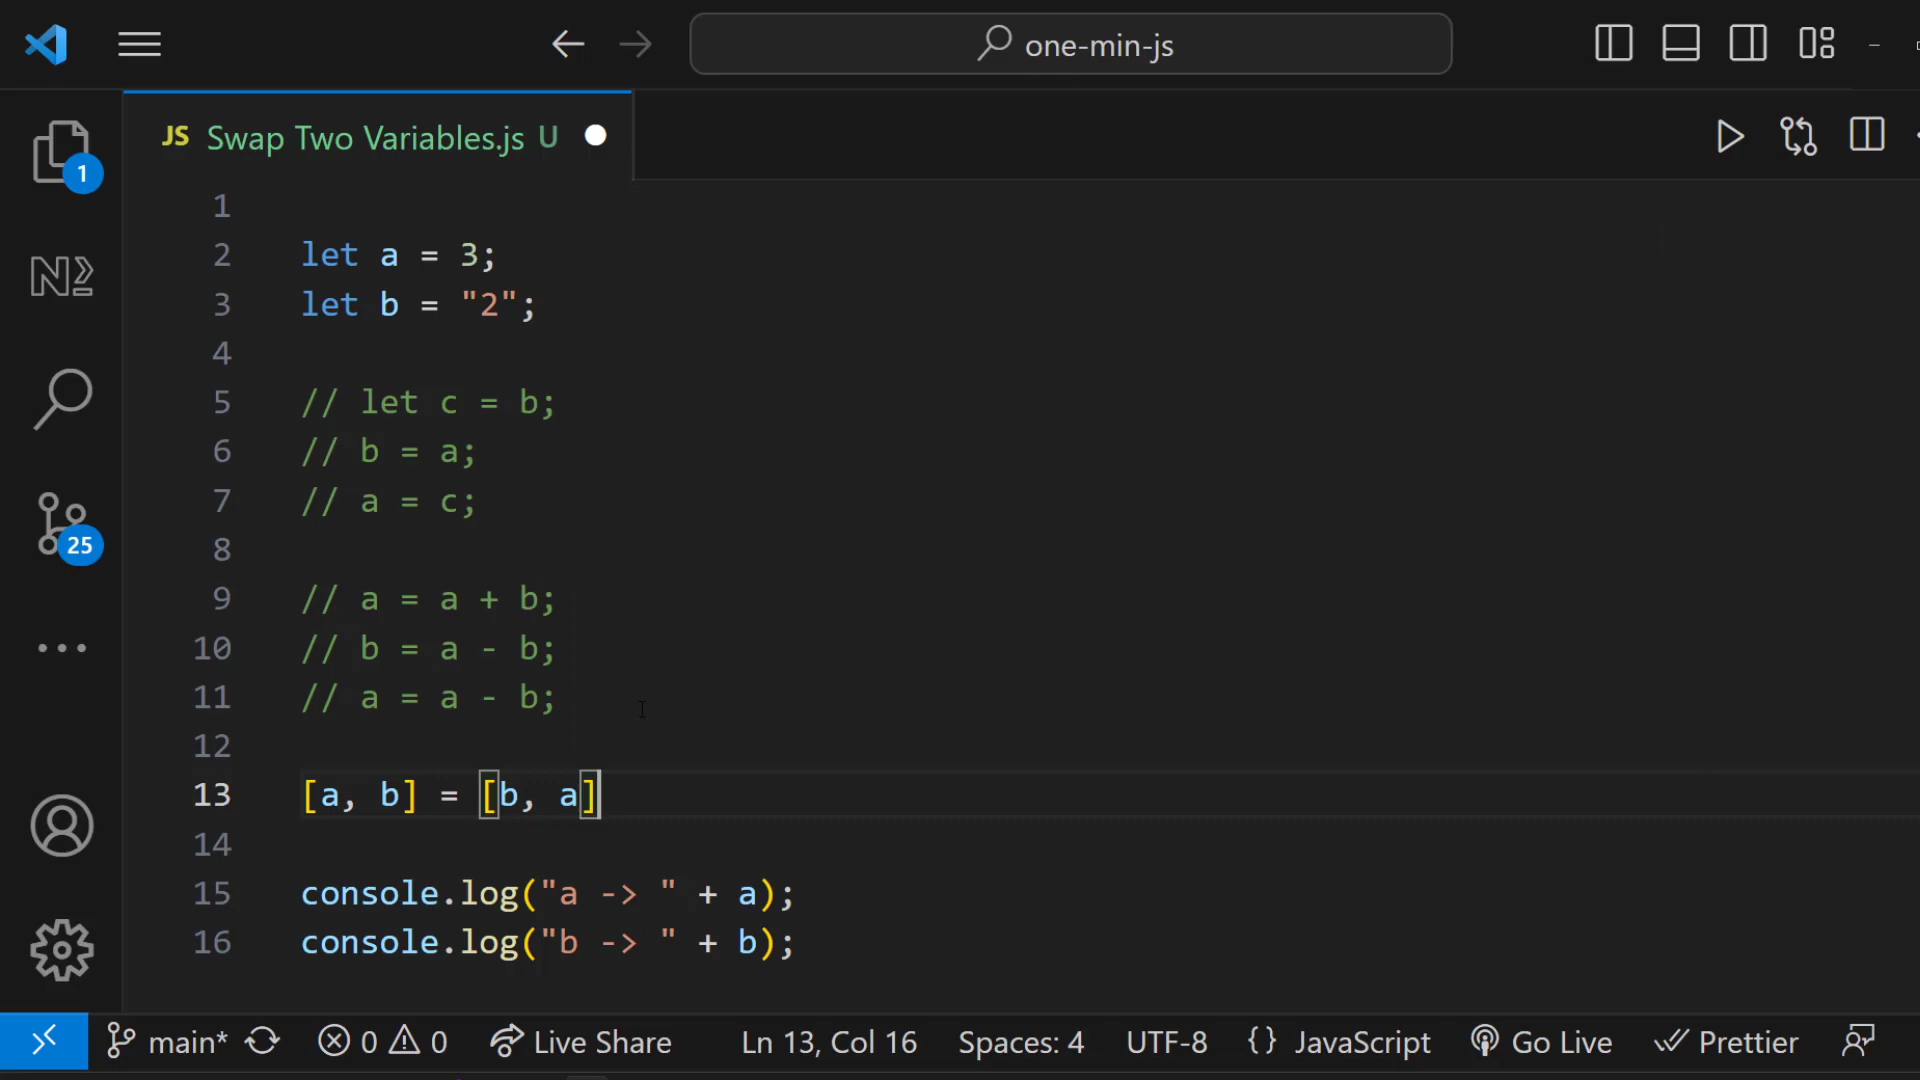 one-min-js
JS Swap Two Variables.js U
1
1
2 let a = 3;
3 let b = "2";
4
5 // let c = b;
6 // b = a;
7 // a = c;
25
8
9 // a = a + b;
10 // b = a - b;
11 // a = a - b;
12
13 [a, b] = [b, a]
14
15 console.log("a -> " + a);
16 console.log("b -> " + b);
main* 0 0 Live Share Ln 13, Col 16 Spaces: 4 UTF-8 {} JavaScript Go Live Prettier